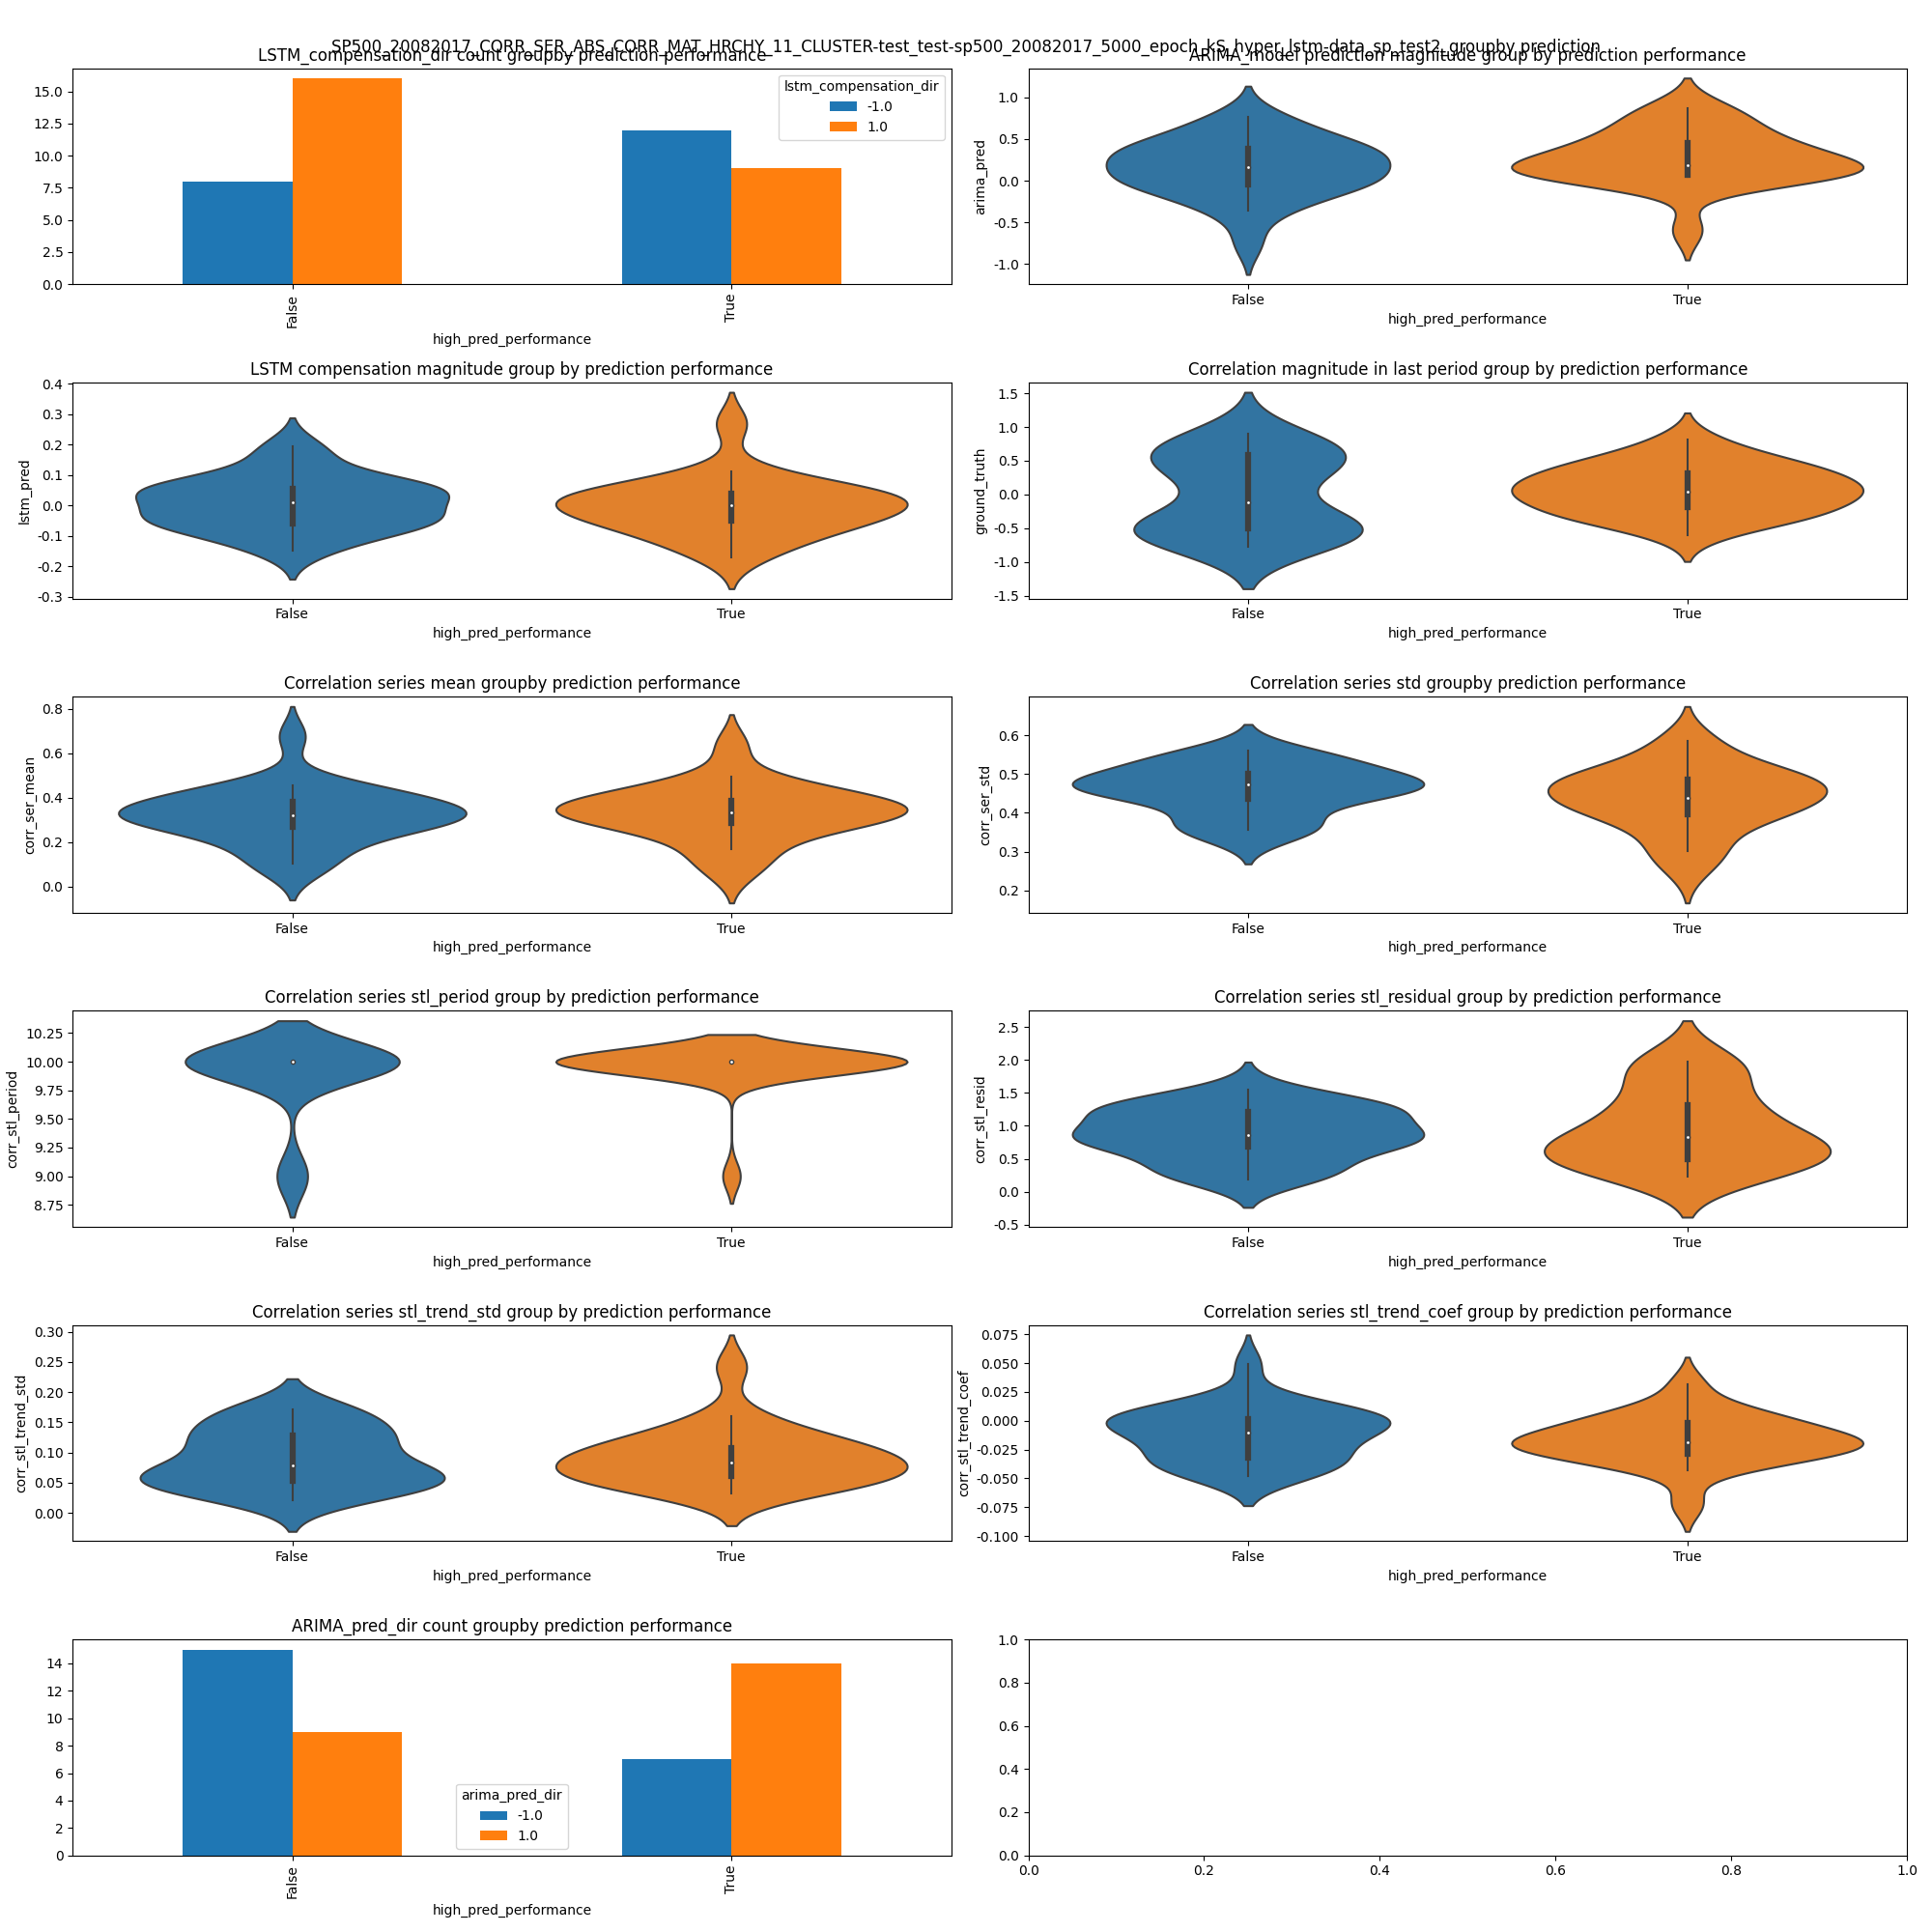 SP500_20082017_CORR_SER_ABS_CORR_MAT_HRCHY_11_CLUSTER-test_test-sp500_20082017_5000_epoch_KS_hyper_lstm-data_sp_test2_groupby prediction
LSTM_compensation_dir count groupby prediction performance
15.0
12.5
10.0
7.5
5.0
2.5
0.0
lstm_compensation_dir
-1.0
1.0
False
True
high_pred_performance
ARIMA_model prediction magnitude group by prediction performance
arima_pred
1.0
0.5
0.0
-0.5
-1.0
False
True
high_pred_performance
LSTM compensation magnitude group by prediction performance
lstm_pred
0.4
0.3
0.2
0.1
0.0
-0.1
-0.2
-0.3
False
True
high_pred_performance
Correlation magnitude in last period group by prediction performance
ground_truth
1.5
1.0
0.5
0.0
-0.5
-1.0
-1.5
False
True
high_pred_performance
Correlation series mean groupby prediction performance
corr_ser_mean
0.8
0.6
0.4
0.2
0.0
False
True
high_pred_performance
Correlation series std groupby prediction performance
corr_ser_std
0.6
0.5
0.4
0.3
0.2
False
True
high_pred_performance
Correlation series stl_period group by prediction performance
corr_stl_period
10.25
10.00
9.75
9.50
9.25
9.00
8.75
False
True
high_pred_performance
Correlation series stl_residual group by prediction performance
corr_stl_resid
2.5
2.0
1.5
1.0
0.5
0.0
-0.5
False
True
high_pred_performance
Correlation series stl_trend_std group by prediction performance
corr_stl_trend_std
0.30
0.25
0.20
0.15
0.10
0.05
0.00
False
True
high_pred_performance
Correlation series stl_trend_coef group by prediction performance
corr_stl_trend_coef
0.075
0.050
0.025
0.000
-0.025
-0.050
-0.075
-0.100
False
True
high_pred_performance
ARIMA_pred_dir count groupby prediction performance
14
12
10
8
6
4
2
0
arima_pred_dir
-1.0
1.0
False
True
high_pred_performance
1.0
0.8
0.6
0.4
0.2
0.0
0.0 0.2 0.4 0.6 0.8 1.0